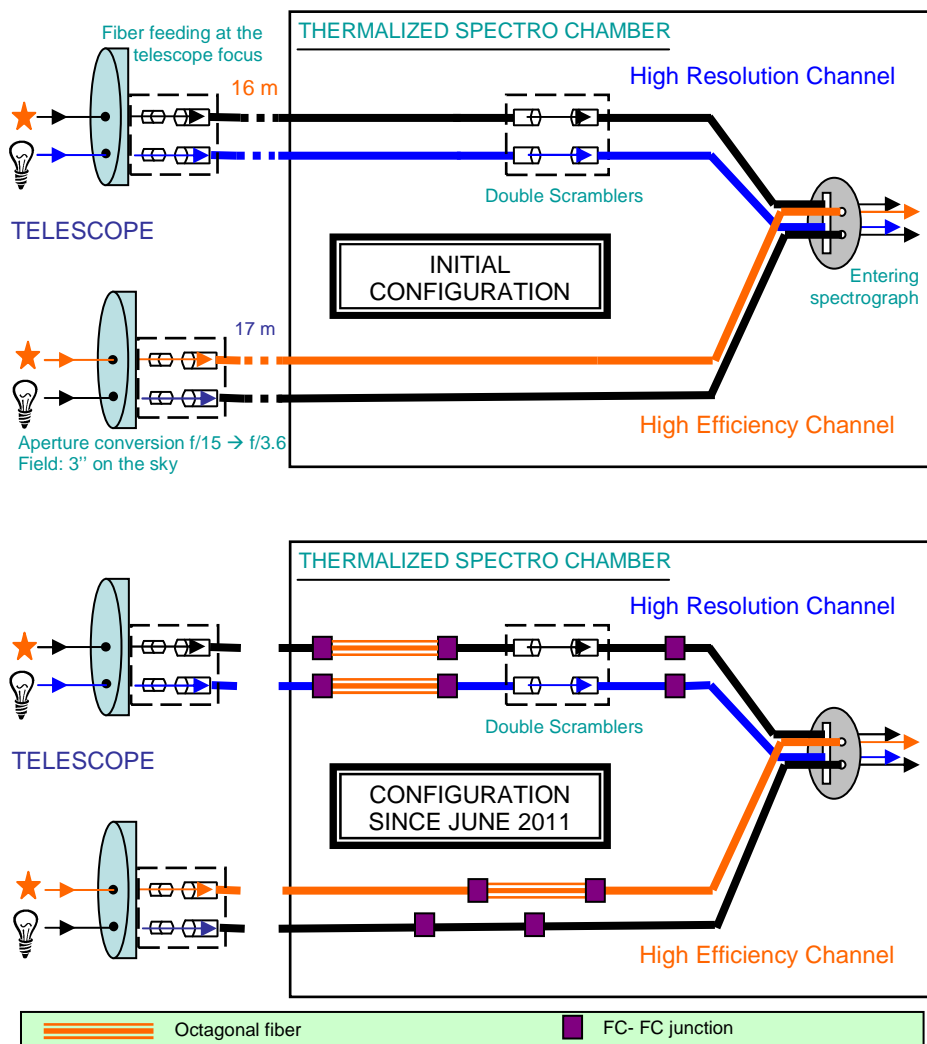 Fiber feeding at the
telescope focus
THERMALIZED SPECTRO CHAMBER
16 m
High Resolution Channel
Double Scramblers
TELESCOPE
INITIAL
CONFIGURATION
Entering
spectrograph
17 m
High Efficiency Channel
Aperture conversion f/15 → f/3.6
Field: 3’’ on the sky
THERMALIZED SPECTRO CHAMBER
High Resolution Channel
Double Scramblers
TELESCOPE
CONFIGURATION
SINCE JUNE 2011
High Efficiency Channel
Octagonal fiber
FC- FC junction